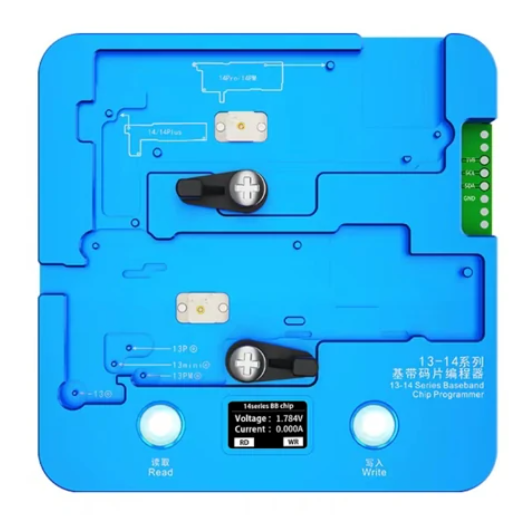 14Pro/14PM
14/14Plus
SCL
SDA
GND
13P
13mini
13PM
13
13-14系列
基带码片编程器
13-14 Series Baseband
Chip Programmer
14series BB chip
Voltage: 1.784V
Current: 0.000A
RD WR
读取
Read
写入
Write